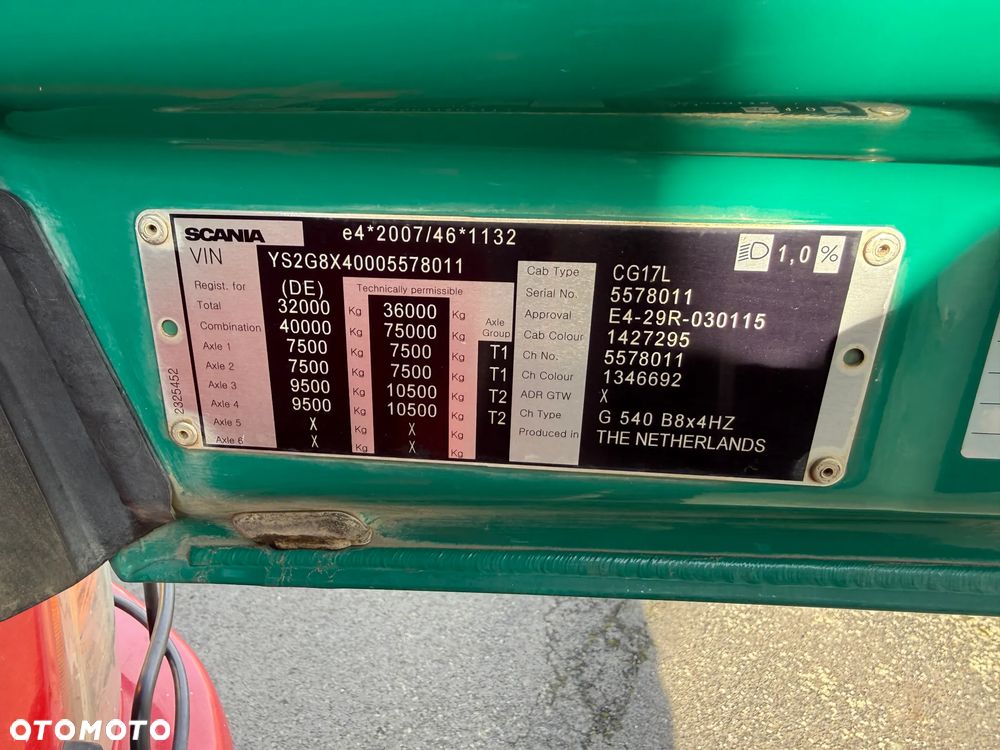 SCANIA e4*2007/46*1132 1,0 %
VIN YS2G8X40005578011
Regist. for (DE) Technically permissible
Total 32000 Kg 36000 Kg
Combination 40000 Kg 75000 Kg Axle Group
Axle 1 7500 Kg 7500 Kg T1
Axle 2 7500 Kg 7500 Kg T1
Axle 3 9500 Kg 10500 Kg T2
Axle 4 9500 Kg 10500 Kg T2
Axle 5 X Kg X Kg
Axle 6 X Kg X Kg
2325452
Cab Type CG17L
Serial No. 5578011
Approval E4-29R-030115
Cab Colour 1427295
Ch No. 5578011
Ch Colour 1346692
ADR GTW X
Ch Type G 540 B8x4HZ
Produced in THE NETHERLANDS
OTOMOTO